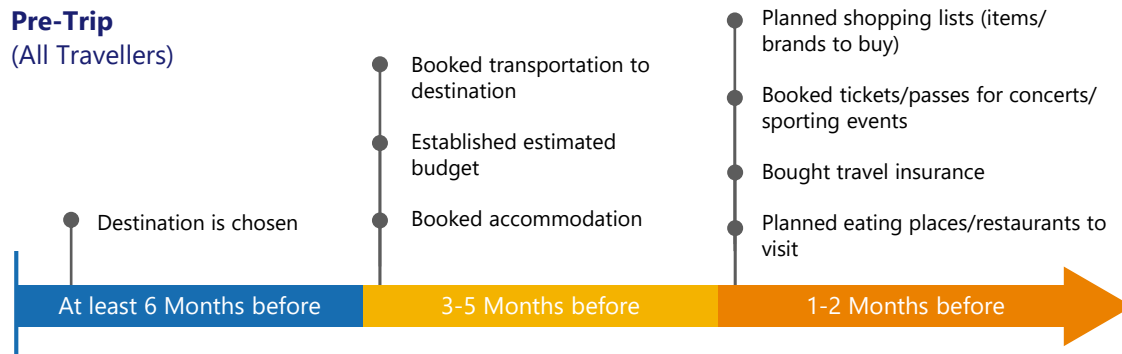 Pre-Trip
(All Travellers)
Destination is chosen
At least 6 Months before
Booked transportation to
destination
Established estimated
budget
Booked accommodation
3-5 Months before
Planned shopping lists (items/
brands to buy)
Booked tickets/passes for concerts/
sporting events
Bought travel insurance
Planned eating places/restaurants to
visit
1-2 Months before